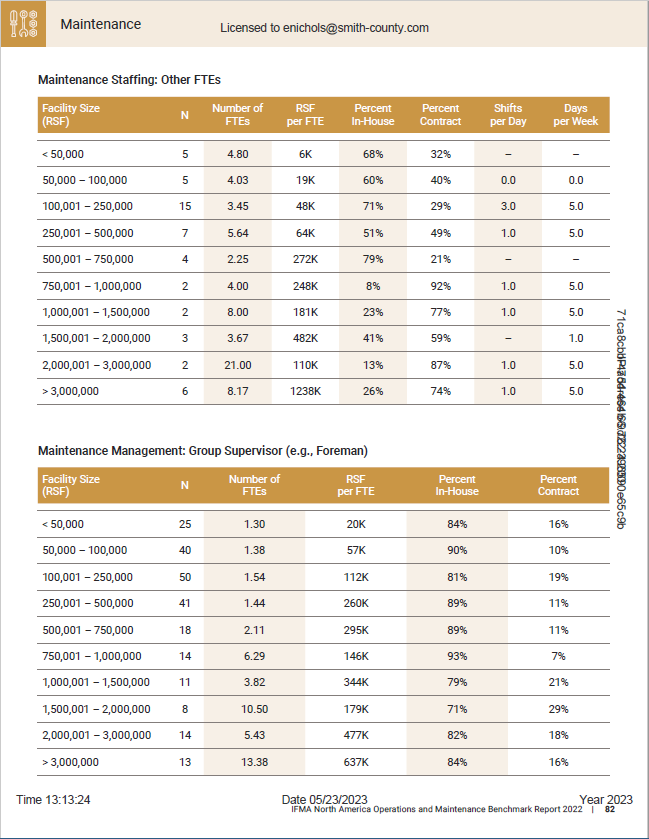 Maintenance
Licensed to enichols@smith-county.com
Maintenance Staffing: Other FTEs
Facility Size (RSF) N Number of FTEs RSF per FTE Percent In-House Percent Contract Shifts per Day Days per Week
< 50,000 5 4.80 6K 68% 32% – –
50,000 – 100,000 5 4.03 19K 60% 40% 0.0 0.0
100,001 – 250,000 15 3.45 48K 71% 29% 3.0 5.0
250,001 – 500,000 7 5.64 64K 51% 49% 1.0 5.0
500,001 – 750,000 4 2.25 272K 79% 21% – –
750,001 – 1,000,000 2 4.00 248K 8% 92% 1.0 5.0
1,000,001 – 1,500,000 2 8.00 181K 23% 77% 1.0 5.0
1,500,001 – 2,000,000 3 3.67 482K 41% 59% – 1.0
2,000,001 – 3,000,000 2 21.00 110K 13% 87% 1.0 5.0
> 3,000,000 6 8.17 1238K 26% 74% 1.0 5.0
Maintenance Management: Group Supervisor (e.g., Foreman)
Facility Size (RSF) N Number of FTEs RSF per FTE Percent In-House Percent Contract
< 50,000 25 1.30 20K 84% 16%
50,000 – 100,000 40 1.38 57K 90% 10%
100,001 – 250,000 50 1.54 112K 81% 19%
250,001 – 500,000 41 1.44 260K 89% 11%
500,001 – 750,000 18 2.11 295K 89% 11%
750,001 – 1,000,000 14 6.29 146K 93% 7%
1,000,001 – 1,500,000 11 3.82 344K 79% 21%
1,500,001 – 2,000,000 8 10.50 179K 71% 29%
2,000,001 – 3,000,000 14 5.43 477K 82% 18%
> 3,000,000 13 13.38 637K 84% 16%
Time 13:13:24 Date 05/23/2023 Year 2023
IFMA North America Operations and Maintenance Benchmark Report 2022 | 82